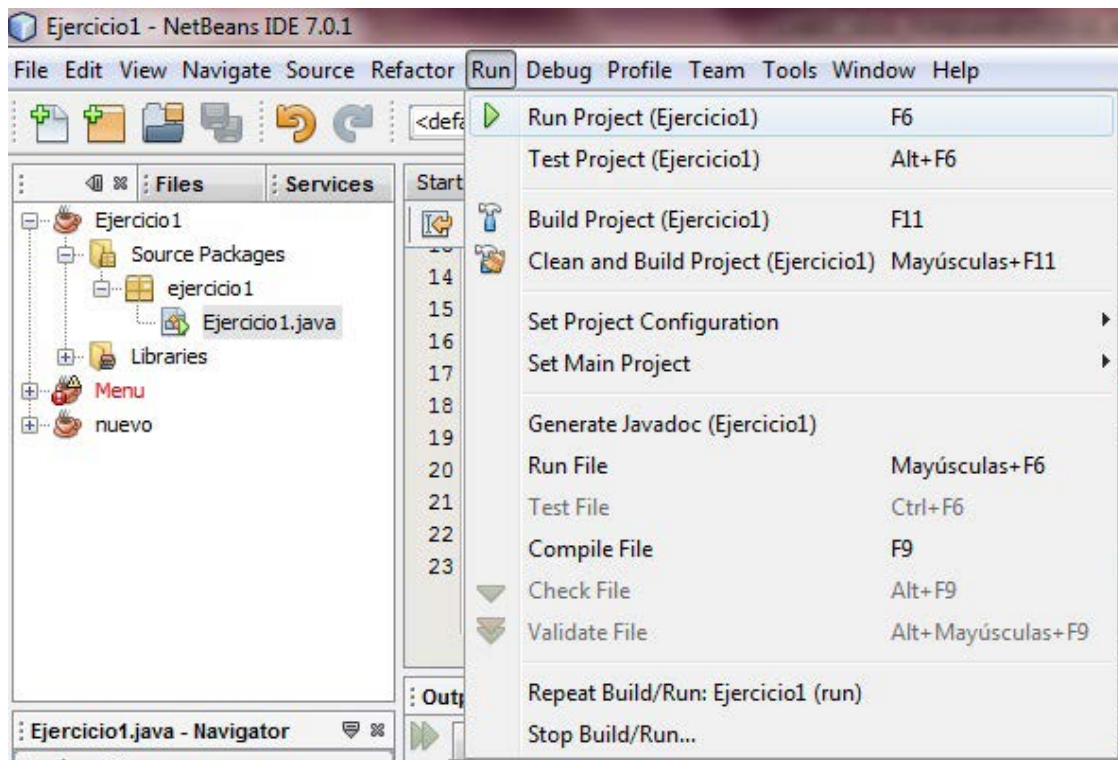 Ejercicio1 - NetBeans IDE 7.0.1
File Edit View Navigate Source Refactor Run Debug Profile Team Tools Window Help
Run Project (Ejercicio1) F6
Test Project (Ejercicio1) Alt+F6
Build Project (Ejercicio1) F11
Clean and Build Project (Ejercicio1) Mayúsculas+F11
Set Project Configuration
Set Main Project
Generate Javadoc (Ejercicio1)
Run File Mayúsculas+F6
Test File Ctrl+F6
Compile File F9
Check File Alt+F9
Validate File Alt+Mayúsculas+F9
Repeat Build/Run: Ejercicio1 (run)
Stop Build/Run...
<defa
Files Services
Start
Ejercicio1
Source Packages
ejercicio1
Ejercicio1.java
Libraries
Menu
nuevo
14
15
16
17
18
19
20
21
22
23
Outp
Ejercicio1.java - Navigator